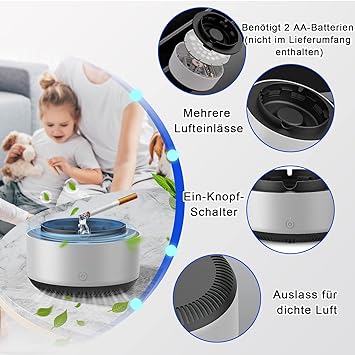 Benötigt 2 AA-Batterien
(nicht im Lieferumfang
enthalten)
Mehrere
Lufteinlässe
Ein-Knopf-
Schalter
Auslass für
dichte Luft